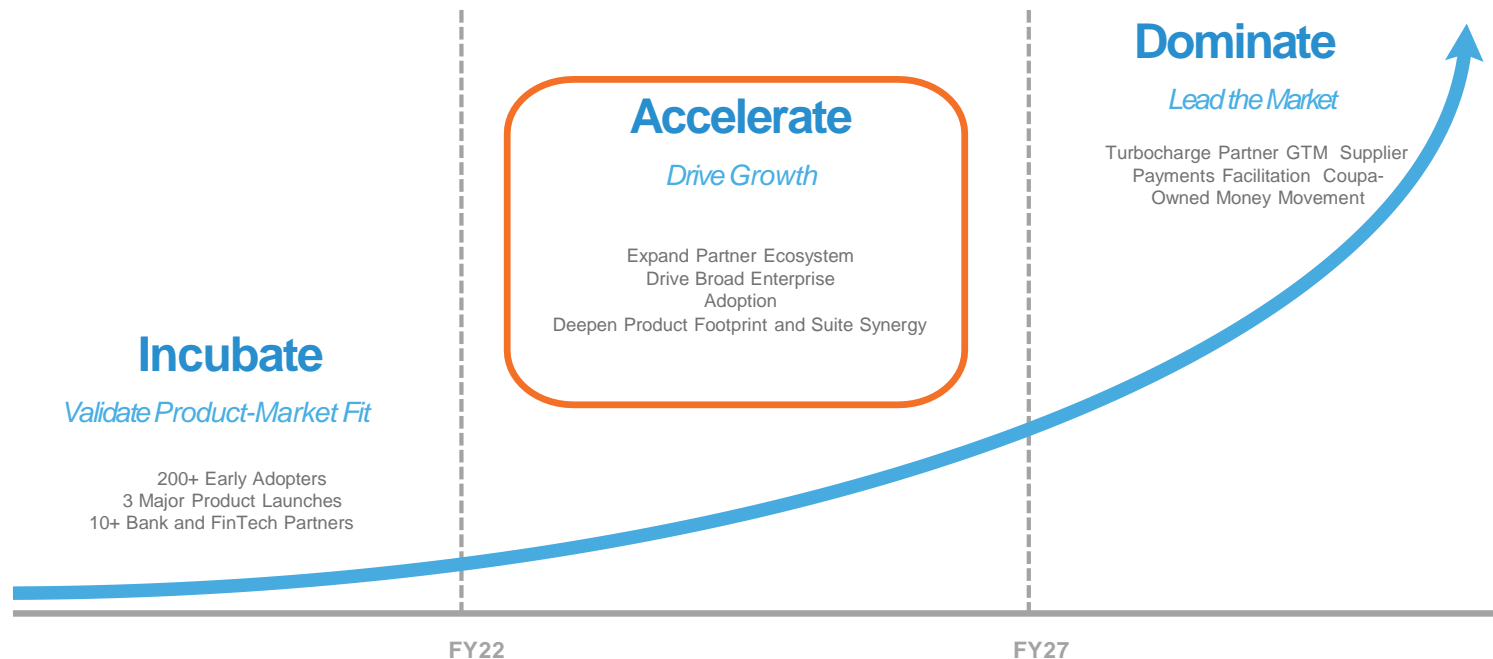 Incubate
Validate Product-Market Fit
200+ Early Adopters
3 Major Product Launches
10+ Bank and FinTech Partners
Accelerate
Drive Growth
Expand Partner Ecosystem
Drive Broad Enterprise
Adoption
Deepen Product Footprint and Suite Synergy
Dominate
Lead the Market
Turbocharge Partner GTM Supplier
Payments Facilitation Coupa-
Owned Money Movement
FY22
FY27